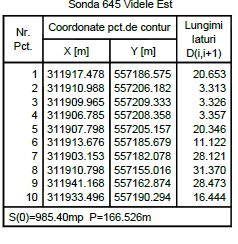 Sonda 645 Videle Est
Nr. Pct. Coordonate pct.de contur Lungimi laturi D(i,i+1)
X [m] Y [m]
1 311917.478 557186.575 20.653
2 311910.988 557206.182 3.313
3 311909.965 557209.333 3.326
4 311906.785 557208.358 3.357
5 311907.798 557205.157 20.346
6 311913.676 557185.679 11.122
7 311903.153 557182.078 28.121
8 311910.798 557155.016 31.370
9 311941.168 557162.874 28.473
10 311933.496 557190.294 16.444
S(0)=985.40mp P=166.526m